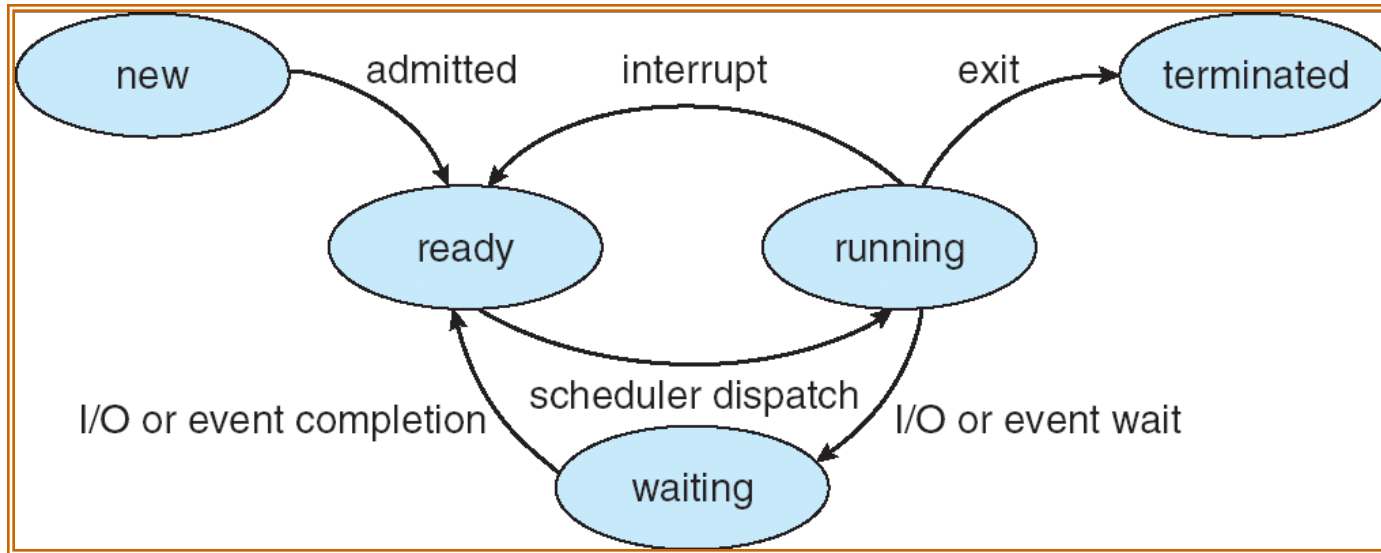 new
admitted
interrupt
exit
terminated
ready
running
scheduler dispatch
I/O or event completion
I/O or event wait
waiting